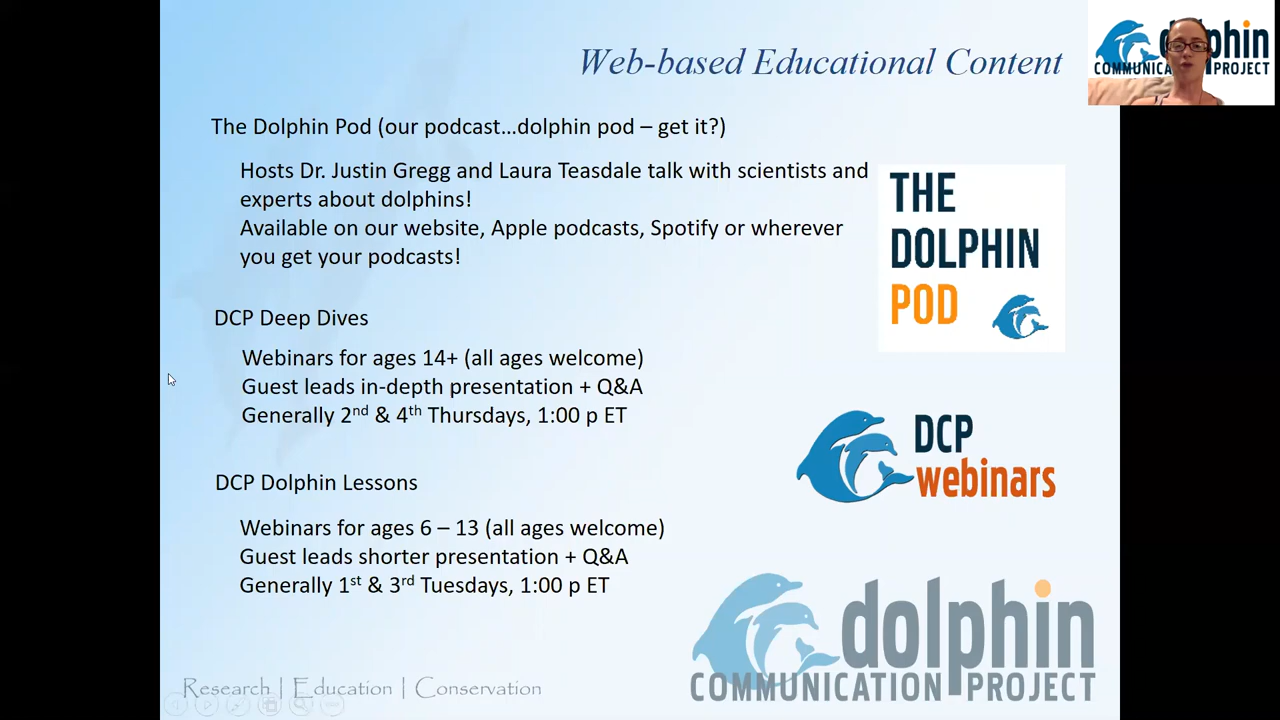 Web-based Educational Content
dolphin
COMMUNICA PROJECT
The Dolphin Pod (our podcast…dolphin pod – get it?)
Hosts Dr. Justin Gregg and Laura Teasdale talk with scientists and
experts about dolphins!
Available on our website, Apple podcasts, Spotify or wherever
you get your podcasts!
THE
DOLPHIN
POD
DCP Deep Dives
Webinars for ages 14+ (all ages welcome)
Guest leads in-depth presentation + Q&A
Generally 2nd & 4th Thursdays, 1:00 p ET
DCP
webinars
DCP Dolphin Lessons
Webinars for ages 6 – 13 (all ages welcome)
Guest leads shorter presentation + Q&A
Generally 1st & 3rd Tuesdays, 1:00 p ET
dolphin
COMMUNICATION PROJECT
Research | Education | Conservation